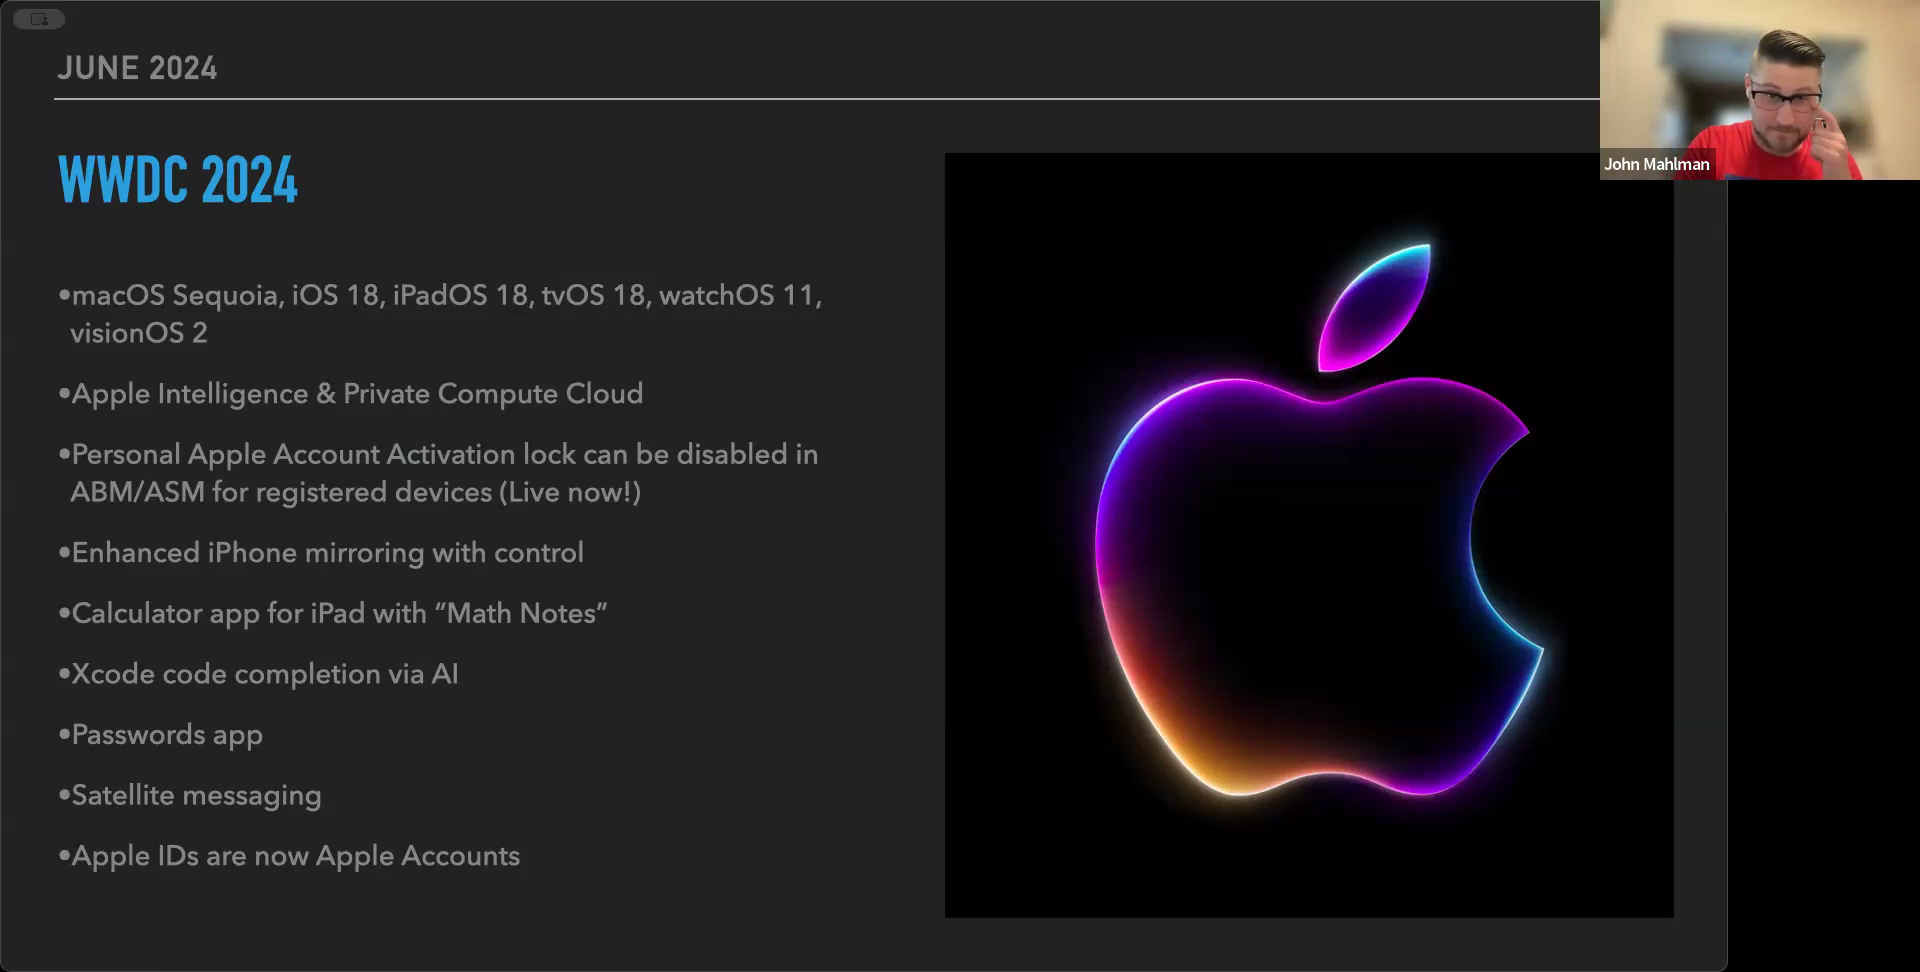 JUNE 2024
John Mahlman
WWDC 2024
•macOS Sequoia, iOS 18, iPadOS 18, tvOS 18, watchOS 11,
visionOS 2
•Apple Intelligence & Private Compute Cloud
•Personal Apple Account Activation lock can be disabled in
ABM/ASM for registered devices (Live now!)
•Enhanced iPhone mirroring with control
•Calculator app for iPad with “Math Notes”
•Xcode code completion via AI
•Passwords app
•Satellite messaging
•Apple IDs are now Apple Accounts